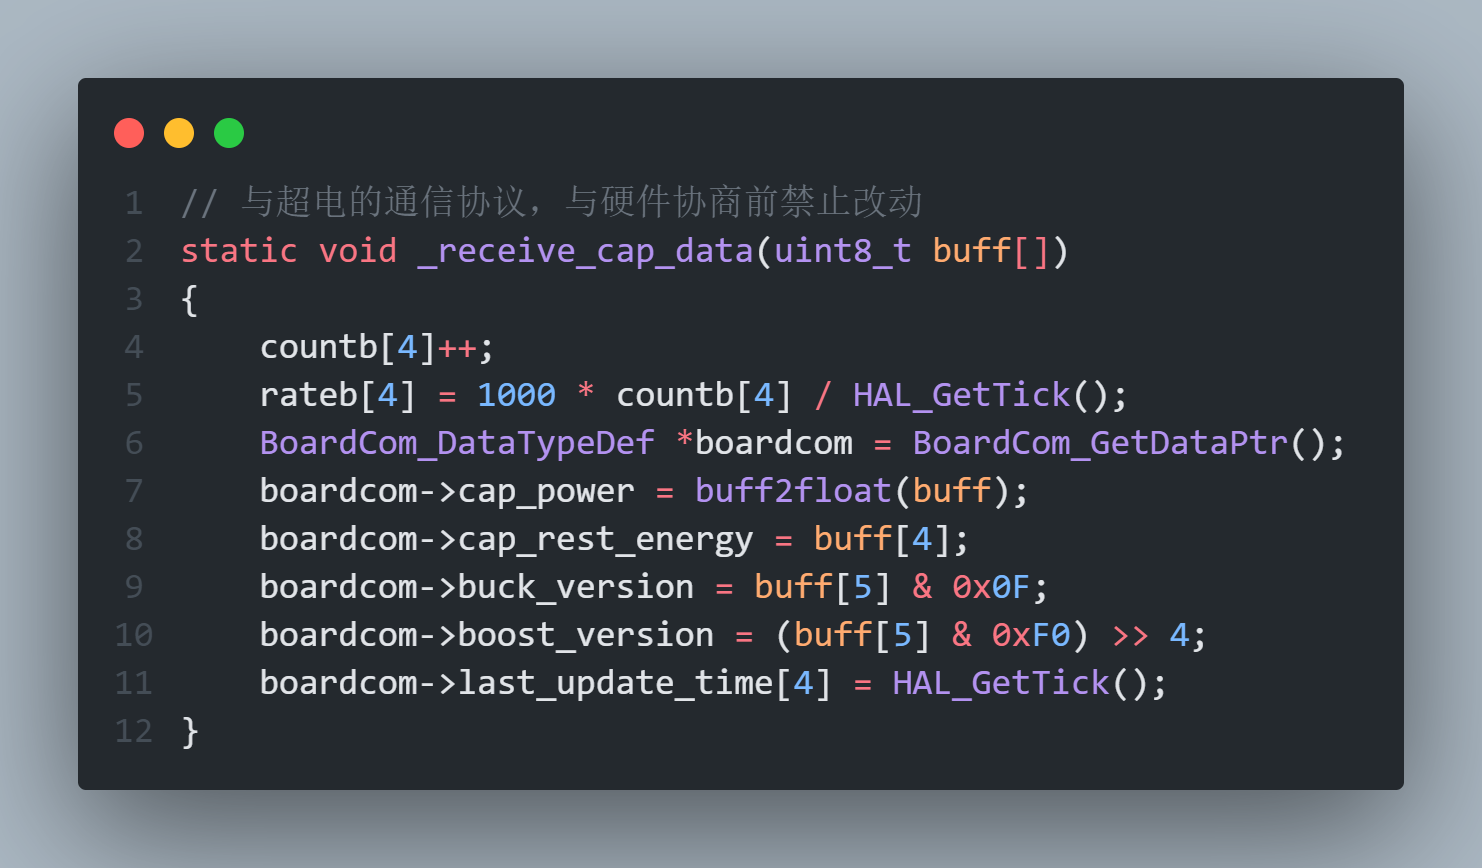 1 // 与超电的通信协议，与硬件协商前禁止改动
2 static void _receive_cap_data(uint8_t buff[])
3 {
4     countb[4]++;
5     rateb[4] = 1000 * countb[4] / HAL_GetTick();
6     BoardCom_DataTypeDef *boardcom = BoardCom_GetDataPtr();
7     boardcom->cap_power = buff2float(buff);
8     boardcom->cap_rest_energy = buff[4];
9     boardcom->buck_version = buff[5] & 0x0F;
10     boardcom->boost_version = (buff[5] & 0xF0) >> 4;
11     boardcom->last_update_time[4] = HAL_GetTick();
12 }